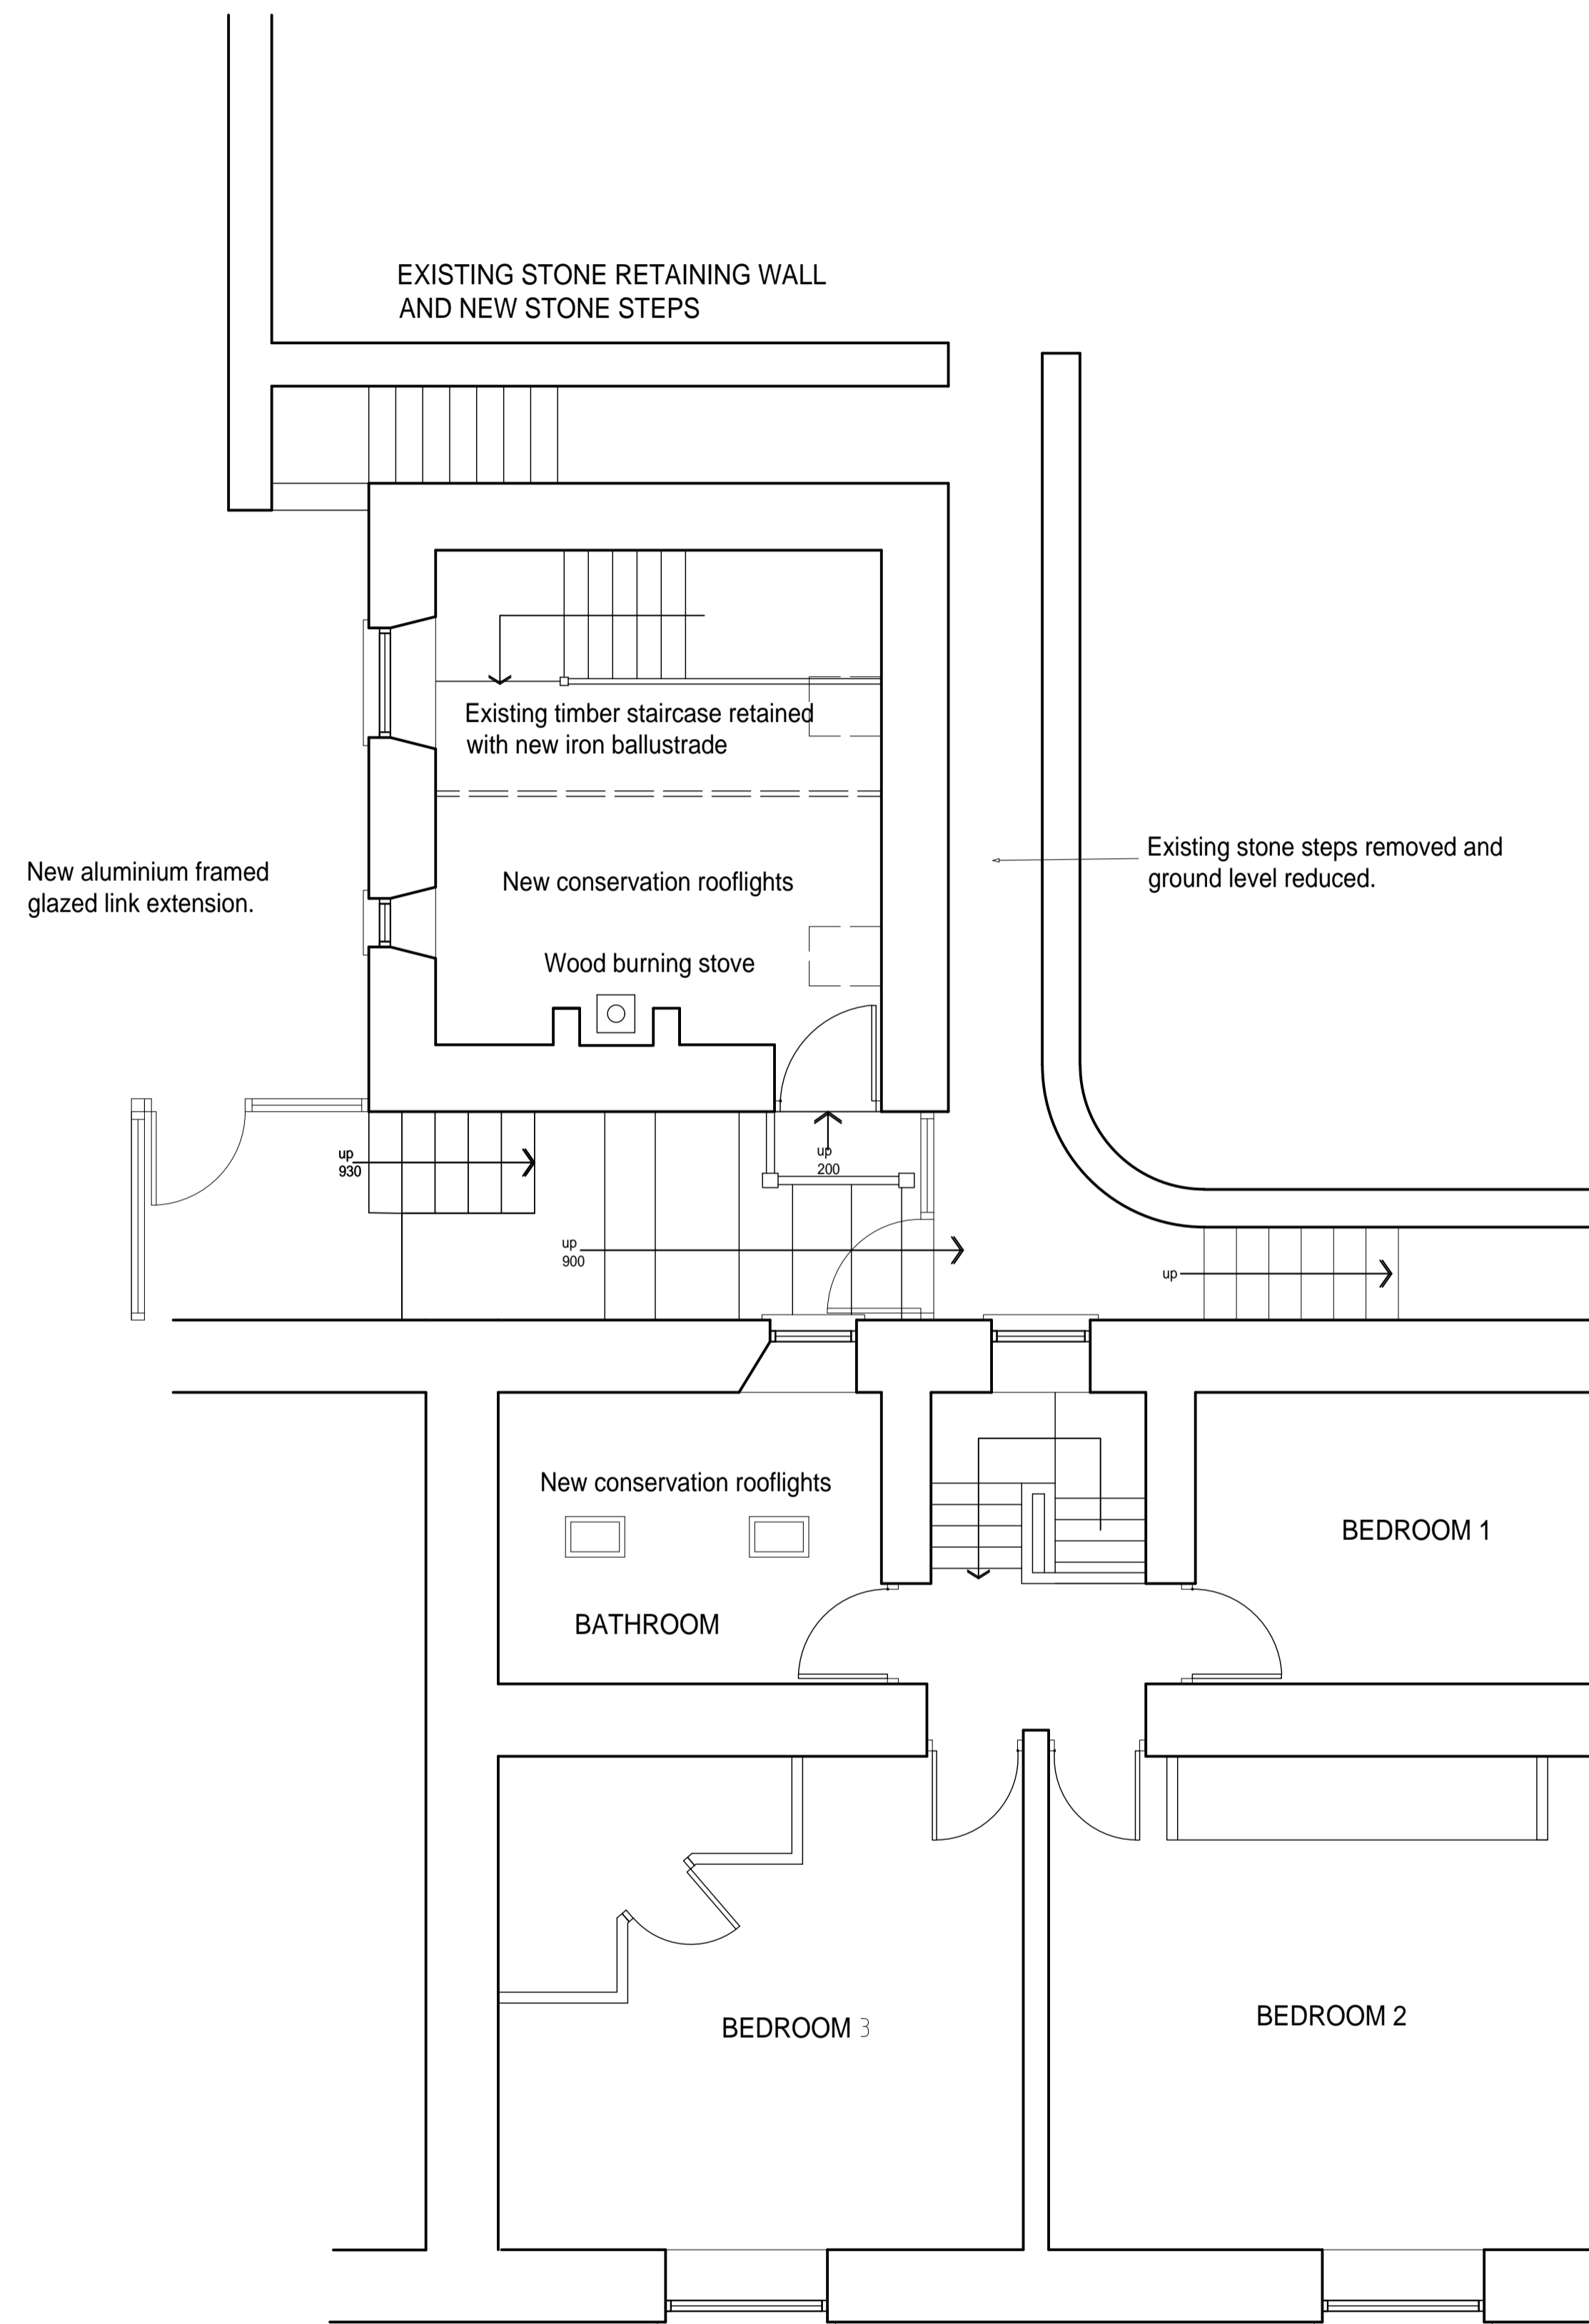 EXISTING STONE RETAINING WALL
AND NEW STONE STEPS
Existing timber staircase retained
with new iron ballustrade
New aluminium framed
glazed link extension.
New conservation rooflights
Existing stone steps removed and
ground level reduced.
Wood burning stove
up
930
up
200
up
900
up
New conservation rooflights
BEDROOM 1
BATHROOM
BEDROOM 3
BEDROOM 2